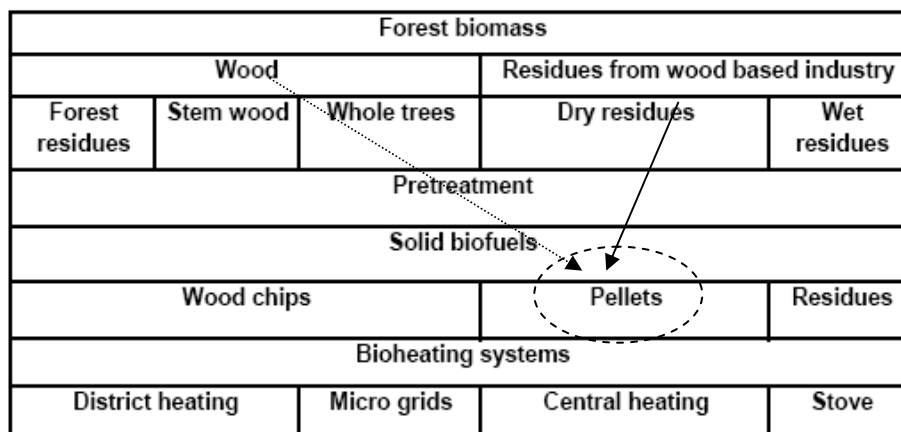 Forest biomass
Wood Residues from wood based industry
Forest residues Stem wood Whole trees Dry residues Wet residues
Pretreatment
Solid biofuels
Wood chips Pellets Residues
Bioheating systems
District heating Micro grids Central heating Stove